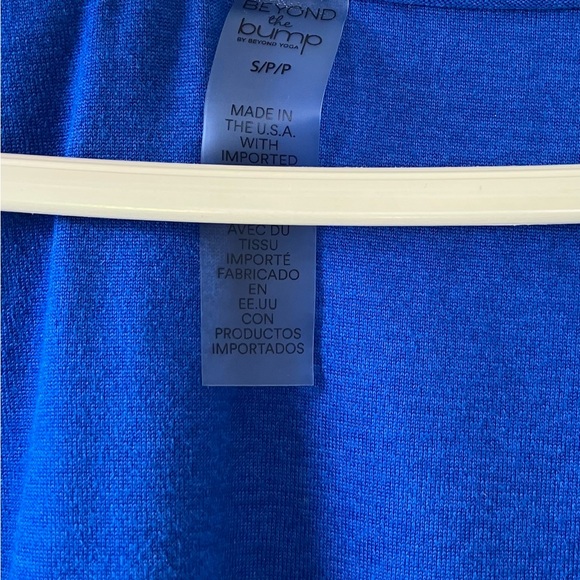 BEYOND
the
bump
BY BEYOND YOGA
S/P/P
MADE IN
THE U.S.A.
WITH
IMPORTED
AVEC DU
TISSU
IMPORTÉ
FABRICADO
EN
EE.UU
CON
PRODUCTOS
IMPORTADOS